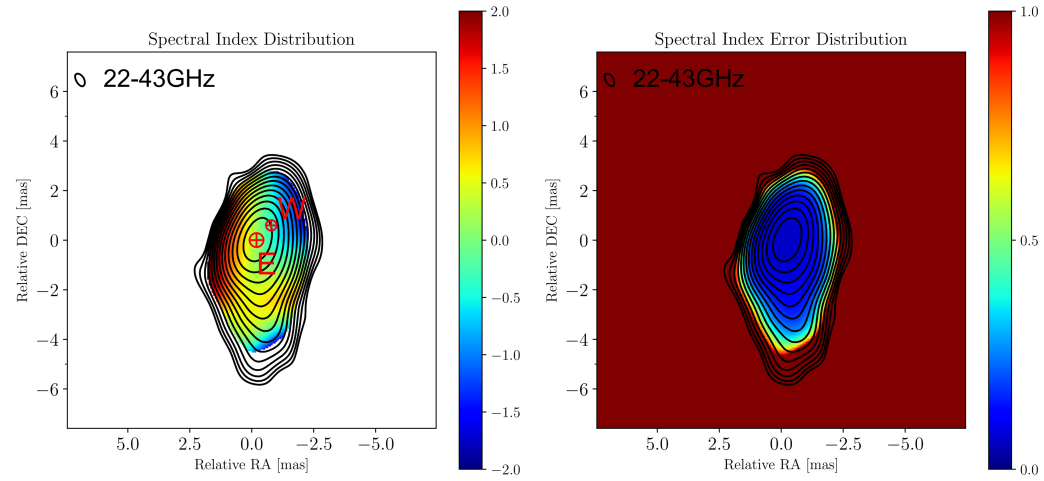 Spectral Index Distribution
22-43GHz
W
E
6
4
2
0
−2
−4
−6
Relative DEC [mas]
5.0 2.5 0.0 −2.5 −5.0
Relative RA [mas]
2.0
1.5
1.0
0.5
0.0
−0.5
−1.0
−1.5
−2.0
Spectral Index Error Distribution
22-43GHz
6
4
2
0
−2
−4
−6
Relative DEC [mas]
5.0 2.5 0.0 −2.5 −5.0
Relative RA [mas]
1.0
0.5
0.0